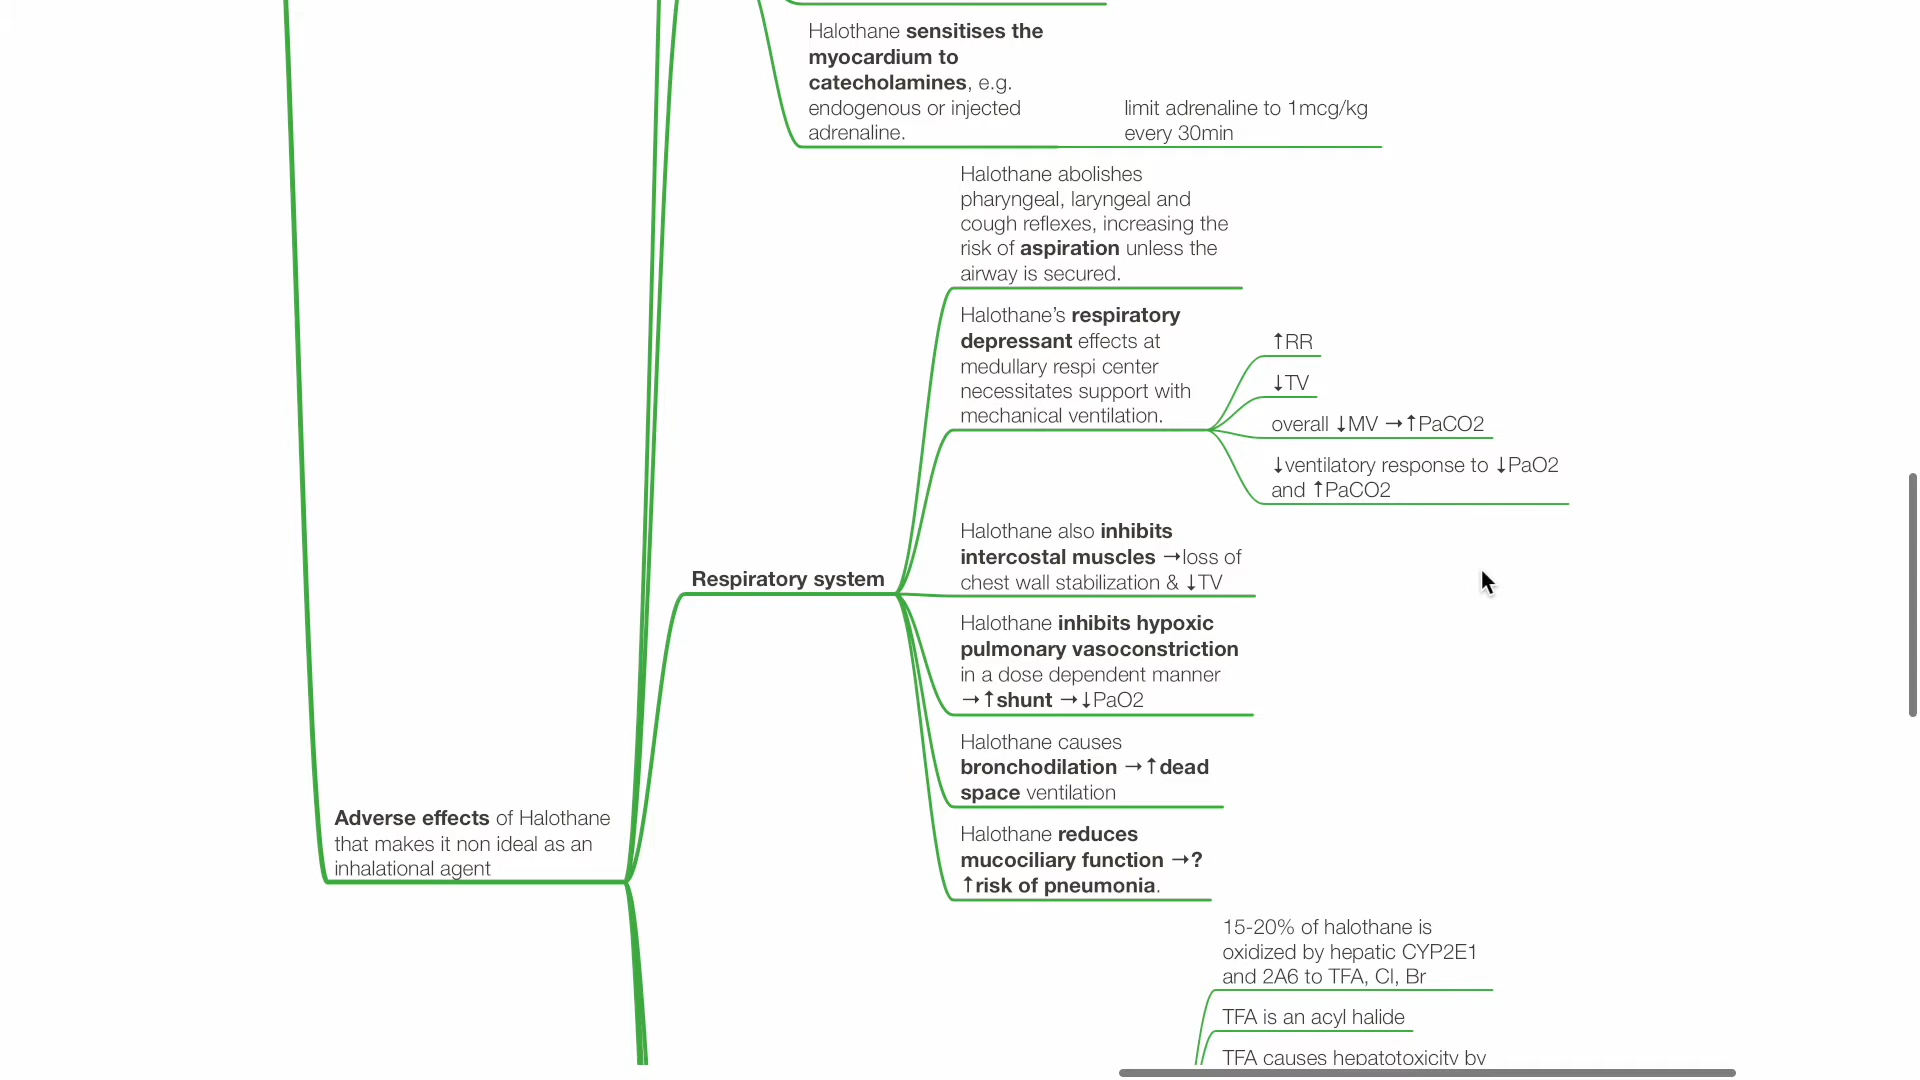 Halothane sensitises the
myocardium to
catecholamines, e.g.
endogenous or injected
adrenaline.
limit adrenaline to 1mcg/kg
every 30min
Halothane abolishes
pharyngeal, laryngeal and
cough reflexes, increasing the
risk of aspiration unless the
airway is secured.
Halothane’s respiratory
depressant effects at
medullary respi center
necessitates support with
mechanical ventilation.
↑RR
↓TV
overall ↓MV →↑PaCO2
↓ventilatory response to ↓PaO2
and ↑PaCO2
Halothane also inhibits
intercostal muscles →loss of
chest wall stabilization & ↓TV
Respiratory system
Halothane inhibits hypoxic
pulmonary vasoconstriction
in a dose dependent manner
→↑shunt →↓PaO2
Halothane causes
bronchodilation →↑dead
space ventilation
Adverse effects of Halothane
that makes it non ideal as an
inhalational agent
Halothane reduces
mucociliary function →?
↑risk of pneumonia.
15-20% of halothane is
oxidized by hepatic CYP2E1
and 2A6 to TFA, Cl, Br
TFA is an acyl halide
TFA causes hepatotoxicity by